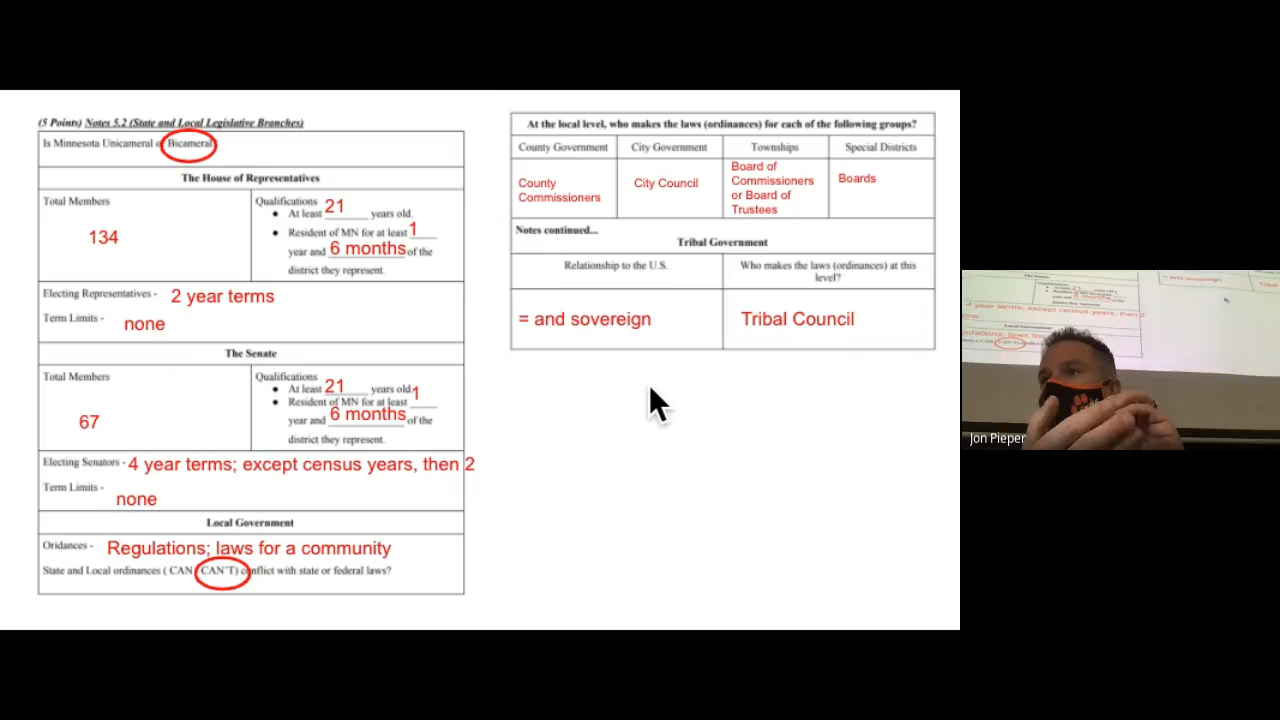 (5 Points) Notes 5.2 (State and Local Legislative Branches)
Is Minnesota Unicameral or Bicameral
The House of Representatives
Total Members
134
Qualifications
At least 21 years old.
Resident of MN for at least 1
year and 6 months of the
district they represent.
Electing Representatives - 2 year terms
Term Limits - none
The Senate
Total Members
67
Qualifications
At least 21 years old.
Resident of MN for at least 1
year and 6 months of the
district they represent.
Electing Senators - 4 year terms; except census years, then 2
Term Limits -
none
Local Government
Oridances - Regulations; laws for a community
State and Local ordinances ( CAN CAN'T) conflict with state or federal laws?
At the local level, who makes the laws (ordinances) for each of the following groups?
County Government City Government Townships Special Districts
County
Commissioners
City Council
Board of
Commissioners
or Board of
Trustees
Boards
Notes continued...
Tribal Government
Relationship to the U.S.
Who makes the laws (ordinances) at this
level?
= and sovereign
Tribal Council
Jon Pieper